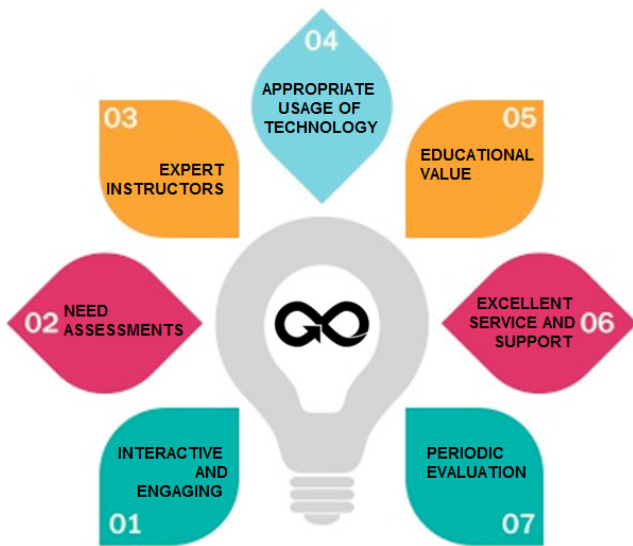 01
INTERACTIVE
AND
ENGAGING
02
NEED
ASSESSMENTS
03
EXPERT
INSTRUCTORS
04
APPROPRIATE
USAGE OF
TECHNOLOGY
05
EDUCATIONAL
VALUE
EXCELLENT
SERVICE AND
SUPPORT
06
PERIODIC
EVALUATION
07